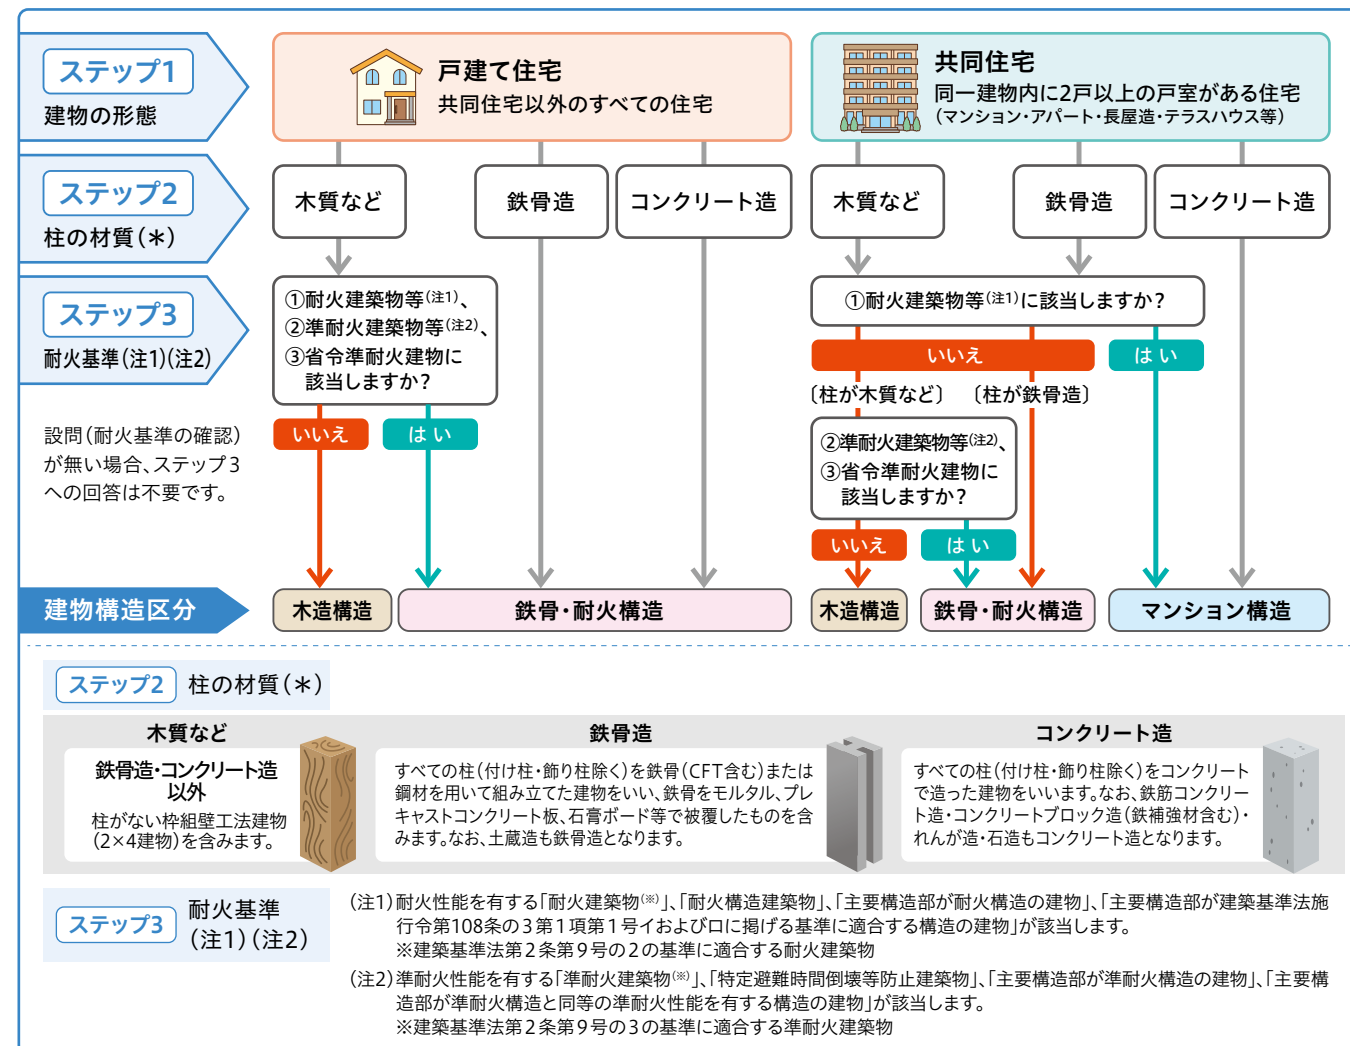 ステップ1
建物の形態
戸建て住宅
共同住宅以外のすべての住宅
共同住宅
同一建物内に2戸以上の戸室がある住宅
（マンション・アパート・長屋造・テラスハウス等）
ステップ2
柱の材質（＊）
木質など
鉄骨造
コンクリート造
木質など
鉄骨造
コンクリート造
ステップ3
耐火基準（注1）（注2）
①耐火建築物等（注1）、
②準耐火建築物等（注2）、
③省令準耐火建物に
該当しますか？
①耐火建築物等（注1）に該当しますか？
いいえ
はい
〔柱が木質など〕
〔柱が鉄骨造〕
設問（耐火基準の確認）
が無い場合、ステップ3
への回答は不要です。
いいえ
はい
②準耐火建築物等（注2）、
③省令準耐火建物に
該当しますか？
いいえ
はい
建物構造区分
木造構造
鉄骨・耐火構造
木造構造
鉄骨・耐火構造
マンション構造
ステップ2
柱の材質（＊）
木質など
鉄骨造・コンクリート造
以外
柱がない枠組壁工法建物
（2×4建物）を含みます。
鉄骨造
すべての柱（付け柱・飾り柱除く）を鉄骨（CFT含む）または
鋼材を用いて組み立てた建物をいい、鉄骨をモルタル、プレ
キャストコンクリート板、石膏ボード等で被覆したものを含
みます。なお、土蔵造も鉄骨造となります。
コンクリート造
すべての柱（付け柱・飾り柱除く）をコンクリート
で造った建物をいいます。なお、鉄筋コンクリー
ト造・コンクリートブロック造（鉄補強材含む）・
れんが造・石造もコンクリート造となります。
ステップ3
耐火基準
（注1）（注2）
（注1）耐火性能を有する「耐火建築物（※）」、「耐火構造建築物」、「主要構造部が耐火構造の建物」、「主要構造部が建築基準法施
行令第108条の3第1項第1号イおよびロに掲げる基準に適合する構造の建物」が該当します。
※建築基準法第2条第9号の2の基準に適合する耐火建築物
（注2）準耐火性能を有する「準耐火建築物（※）」、「特定避難時間倒壊等防止建築物」、「主要構造部が準耐火構造の建物」、「主要構
造部が準耐火構造と同等の準耐火性能を有する構造の建物」が該当します。
※建築基準法第2条第9号の3の基準に適合する準耐火建築物